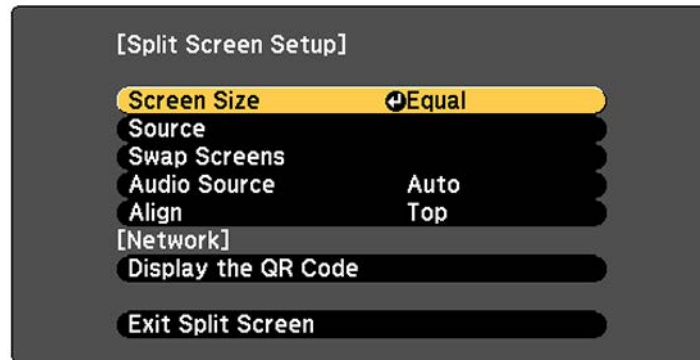 [Split Screen Setup]
Screen Size Equal
Source
Swap Screens
Audio Source Auto
Align Top
[Network]
Display the QR Code
Exit Split Screen